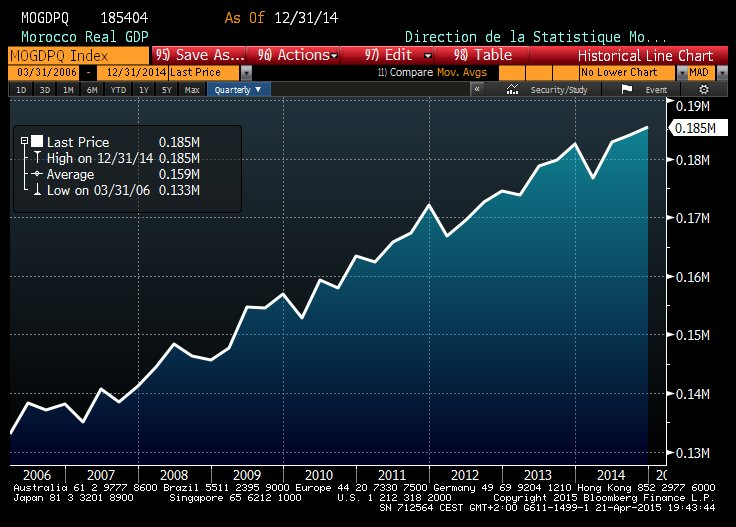 MOGDPQ 185404 As Of 12/31/14
Morocco Real GDP Direction de la Statistique Mo...
MOGDPQ Index 95) Save As... 96) Actions 97) Edit 98) Table Historical Line Chart
03/31/2006 - 12/31/2014 Last Price 11) Compare Mov. Avgs No Lower Chart MAD
1D 3D 1M 6M YTD 1Y 5Y Max Quarterly ▼ « Security/Study Event
0.19M
Last Price 0.185M
High on 12/31/14 0.185M
Average 0.159M
Low on 03/31/06 0.133M
0.185M
0.18M
0.17M
0.16M
0.15M
0.14M
0.13M
2006 2007 2008 2009 2010 2011 2012 2013 2014 20
Australia 61 2 9777 8600 Brazil 5511 2395 9000 Europe 44 20 7330 7500 Germany 49 69 9204 1210 Hong Kong 852 2977 6000
Japan 81 3 3201 8900 Singapore 65 6212 1000 U.S. 1 212 318 2000 Copyright 2015 Bloomberg Finance L.P.
SN 712564 CEST GMT+2:00 G611-1499-1 21-Apr-2015 19:43:44